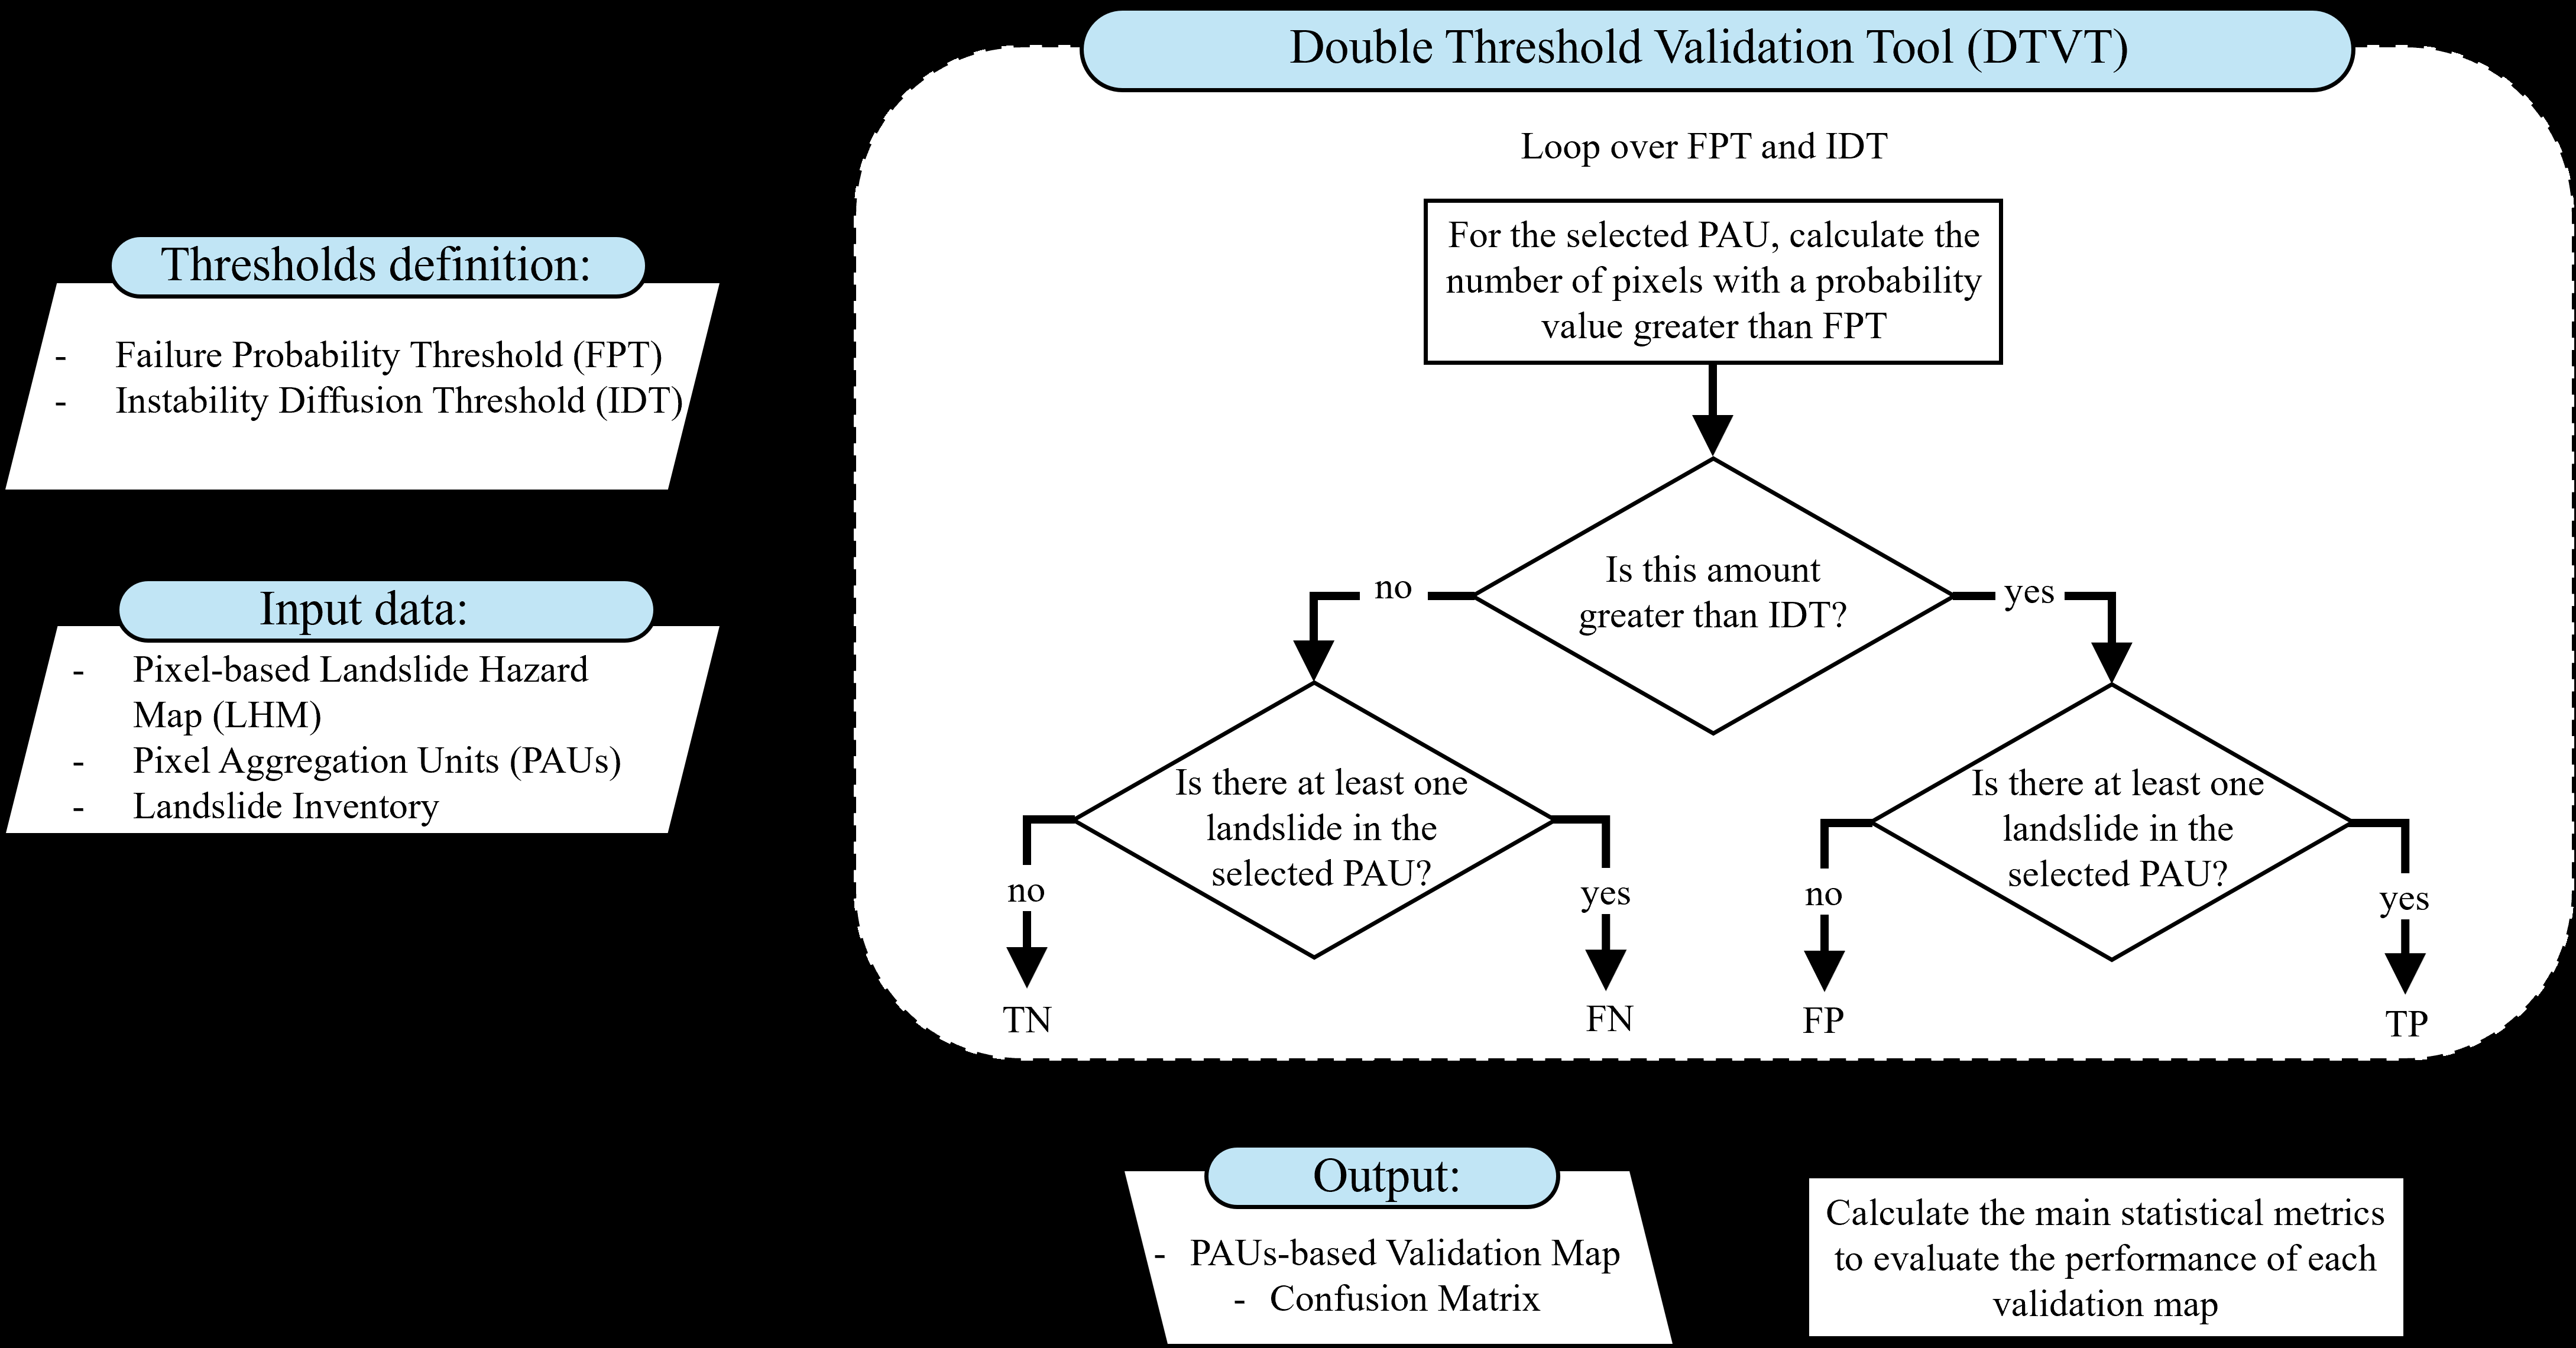 Thresholds definition:
- Failure Probability Threshold (FPT)
- Instability Diffusion Threshold (IDT)
Input data:
- Pixel-based Landslide Hazard
Map (LHM)
- Pixel Aggregation Units (PAUs)
- Landslide Inventory
Double Threshold Validation Tool (DTVT)
Loop over FPT and IDT
For the selected PAU, calculate the
number of pixels with a probability
value greater than FPT
Is this amount
greater than IDT?
no
yes
Is there at least one
landslide in the
selected PAU?
no
yes
TN
FN
Is there at least one
landslide in the
selected PAU?
no
yes
FP
TP
Output:
- PAUs-based Validation Map
- Confusion Matrix
Calculate the main statistical metrics
to evaluate the performance of each
validation map